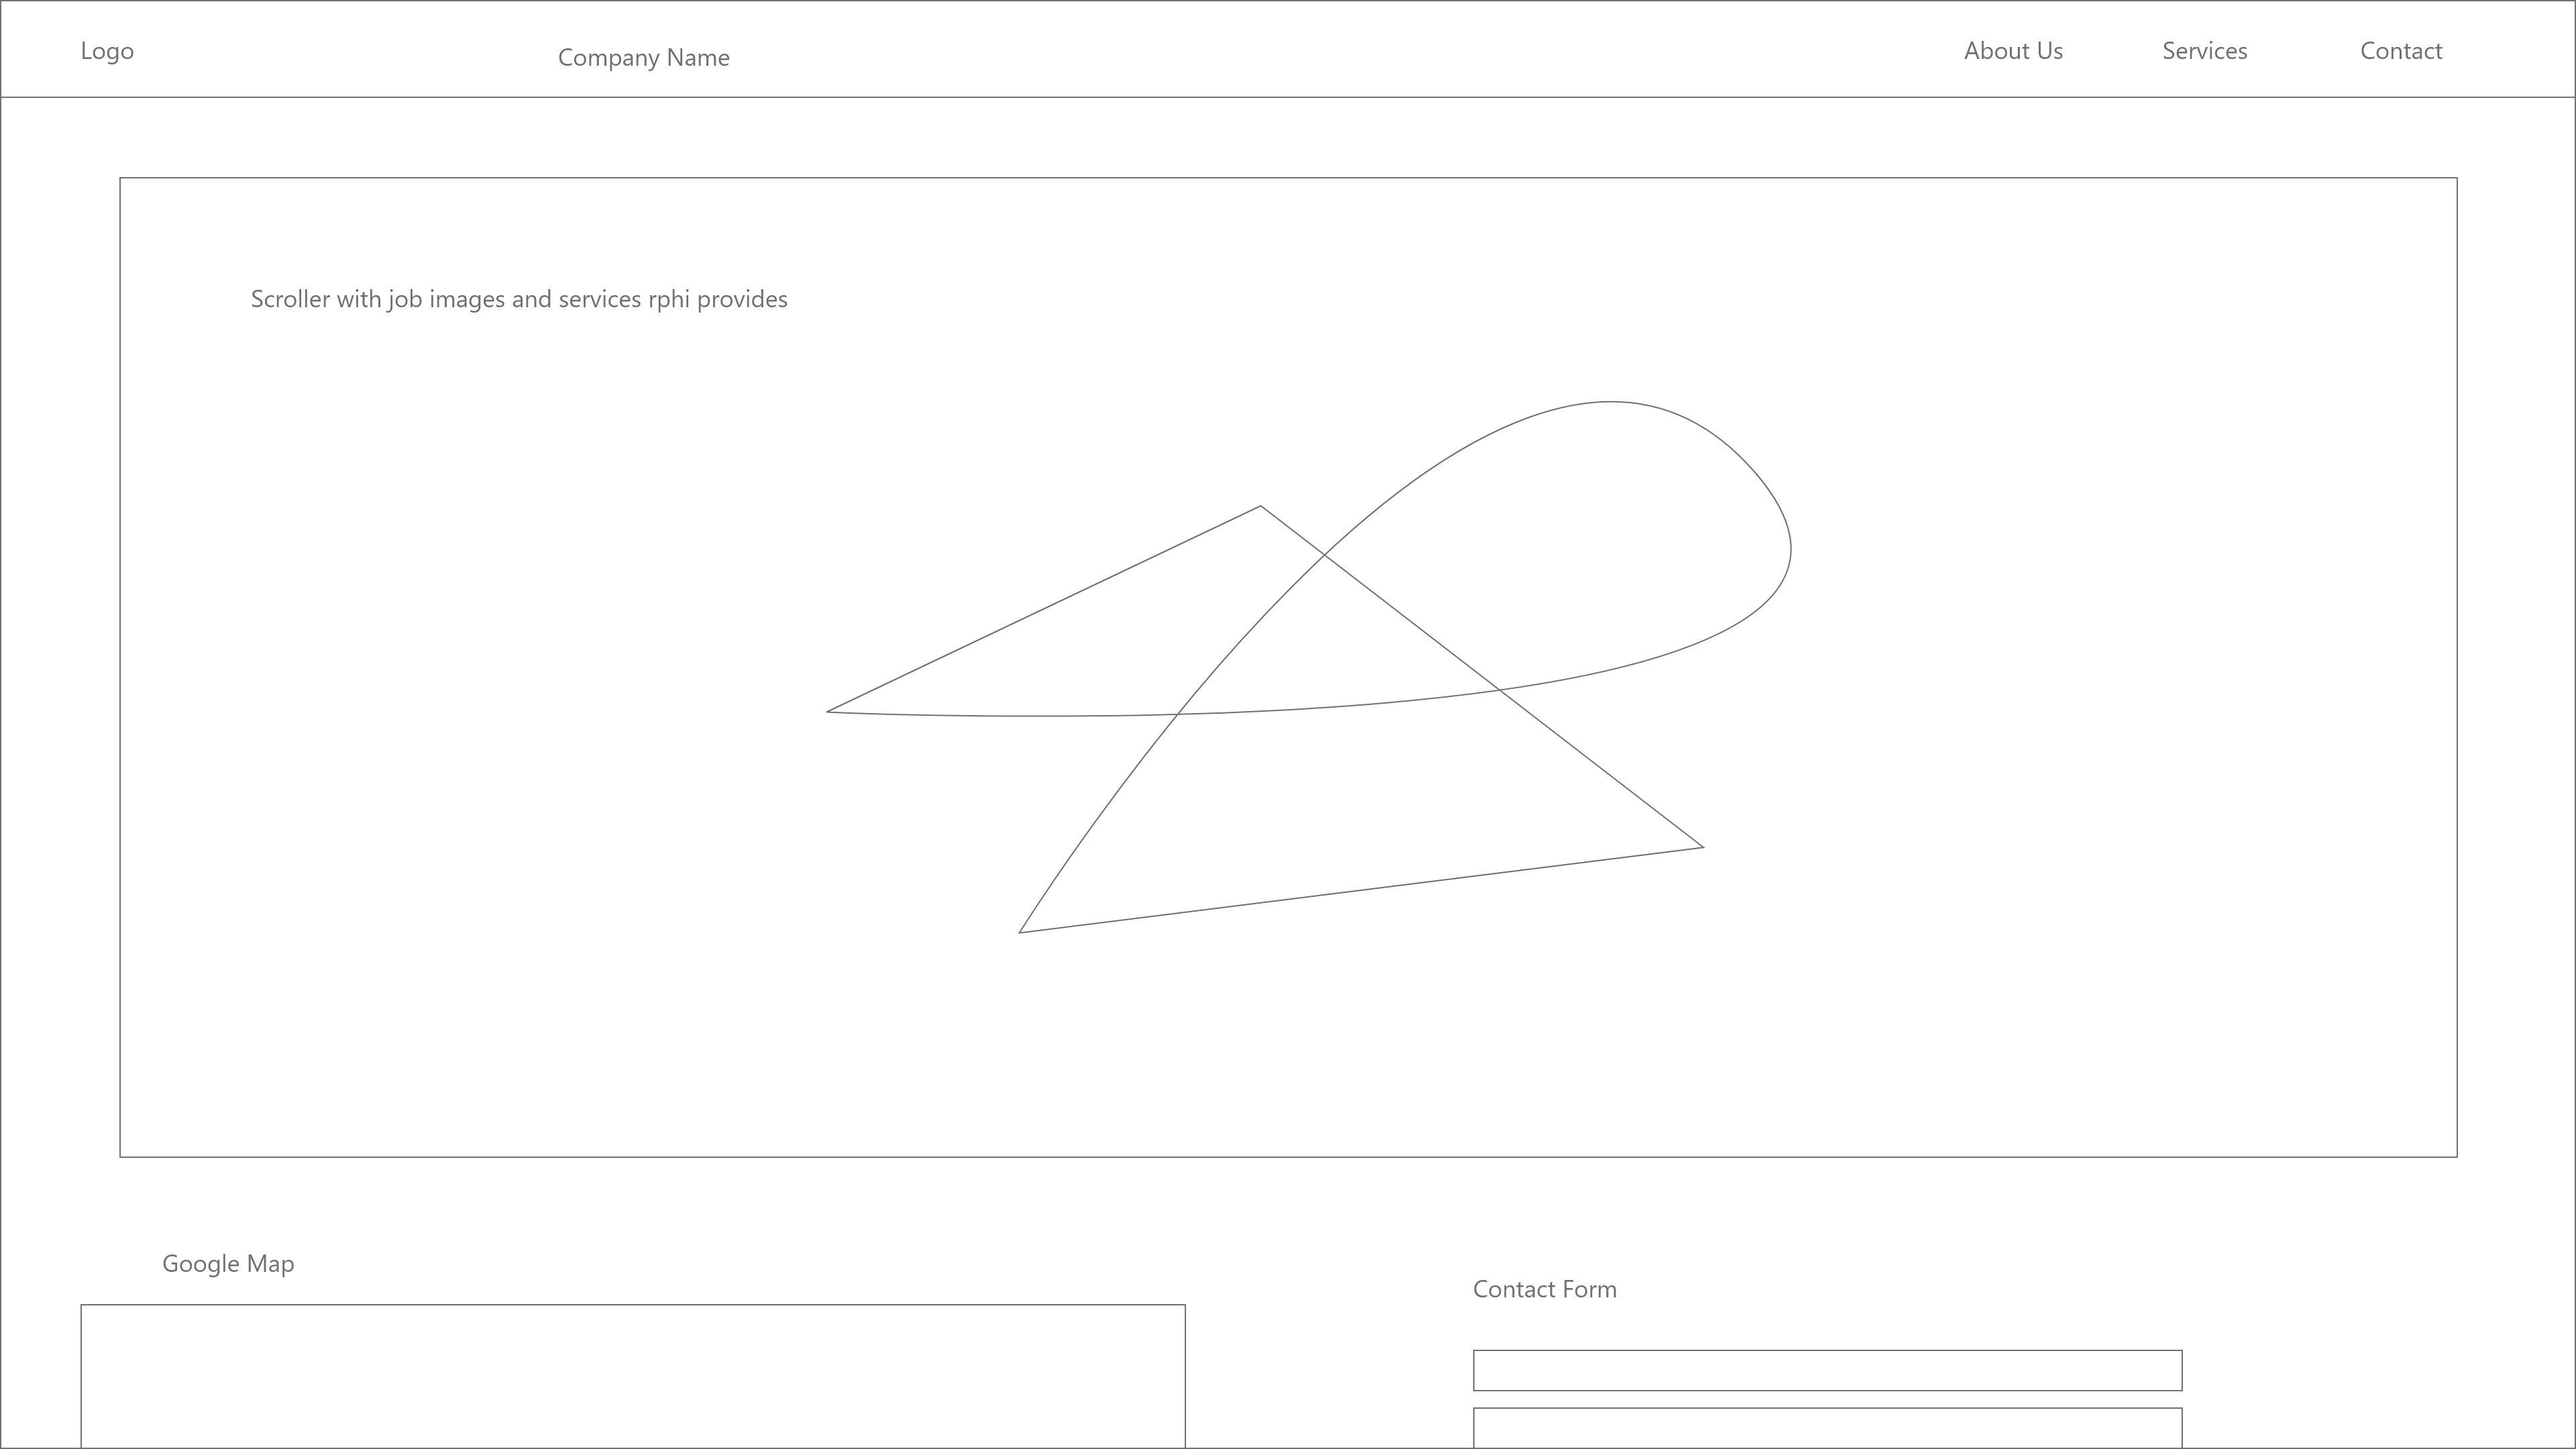 Logo
Company Name
About Us
Services
Contact
Scroller with job images and services rphi provides
Google Map
Contact Form